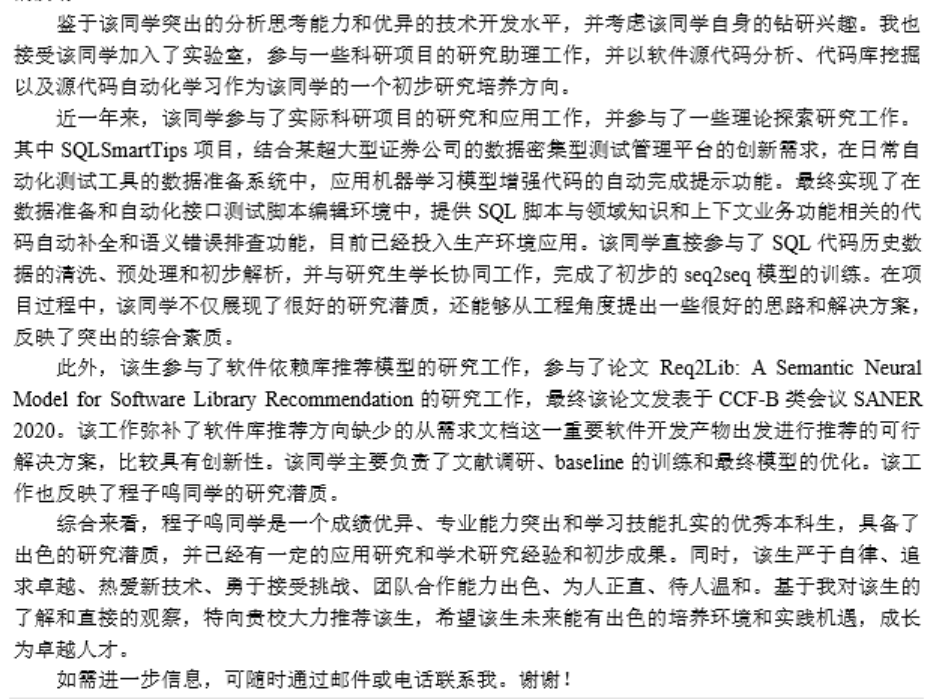 鉴于该同学突出的分析思考能力和优异的技术开发水平，并考虑该同学自身的钻研兴趣。我也
接受该同学加入了实验室，参与一些科研项目的研究助理工作，并以软件源代码分析、代码库挖掘
以及源代码自动化学习作为该同学的一个初步研究培养方向。
近一年来，该同学参与了实际科研项目的研究和应用工作，并参与了一些理论探索研究工作。
其中 SQLSmartTips 项目，结合某超大型证券公司的数据密集型测试管理平台的创新需求，在日常自
动化测试工具的数据准备系统中，应用机器学习模型增强代码的自动完成提示功能。最终实现了在
数据准备和自动化接口测试脚本编辑环境中，提供 SQL 脚本与领域知识和上下文业务功能相关的代
码自动补全和语义错误排查功能，目前已经投入生产环境应用。该同学直接参与了 SQL 代码历史数
据的清洗、预处理和初步解析，并与研究生学长协同工作，完成了初步的 seq2seq 模型的训练。在项
目过程中，该同学不仅展现了很好的研究潜质，还能够从工程角度提出一些很好的思路和解决方案，
反映了突出的综合素质。
此外，该生参与了软件依赖库推荐模型的研究工作，参与了论文 Req2Lib: A Semantic Neural
Model for Software Library Recommendation 的研究工作，最终该论文发表于 CCF-B 类会议 SANER
2020。该工作弥补了软件库推荐方向缺少的从需求文档这一重要软件开发产物出发进行推荐的可行
解决方案，比较具有创新性。该同学主要负责了文献调研、baseline 的训练和最终模型的优化。该工
作也反映了程子鸣同学的研究潜质。
综合来看，程子鸣同学是一个成绩优异、专业能力突出和学习技能扎实的优秀本科生，具备了
出色的研究潜质，并已经有一定的应用研究和学术研究经验和初步成果。同时，该生严于自律、追
求卓越、热爱新技术、勇于接受挑战、团队合作能力出色、为人正直、待人温和。基于我对该生的
了解和直接的观察，特向贵校大力推荐该生，希望该生未来能有出色的培养环境和实践机遇，成长
为卓越人才。
如需进一步信息，可随时通过邮件或电话联系我。谢谢！